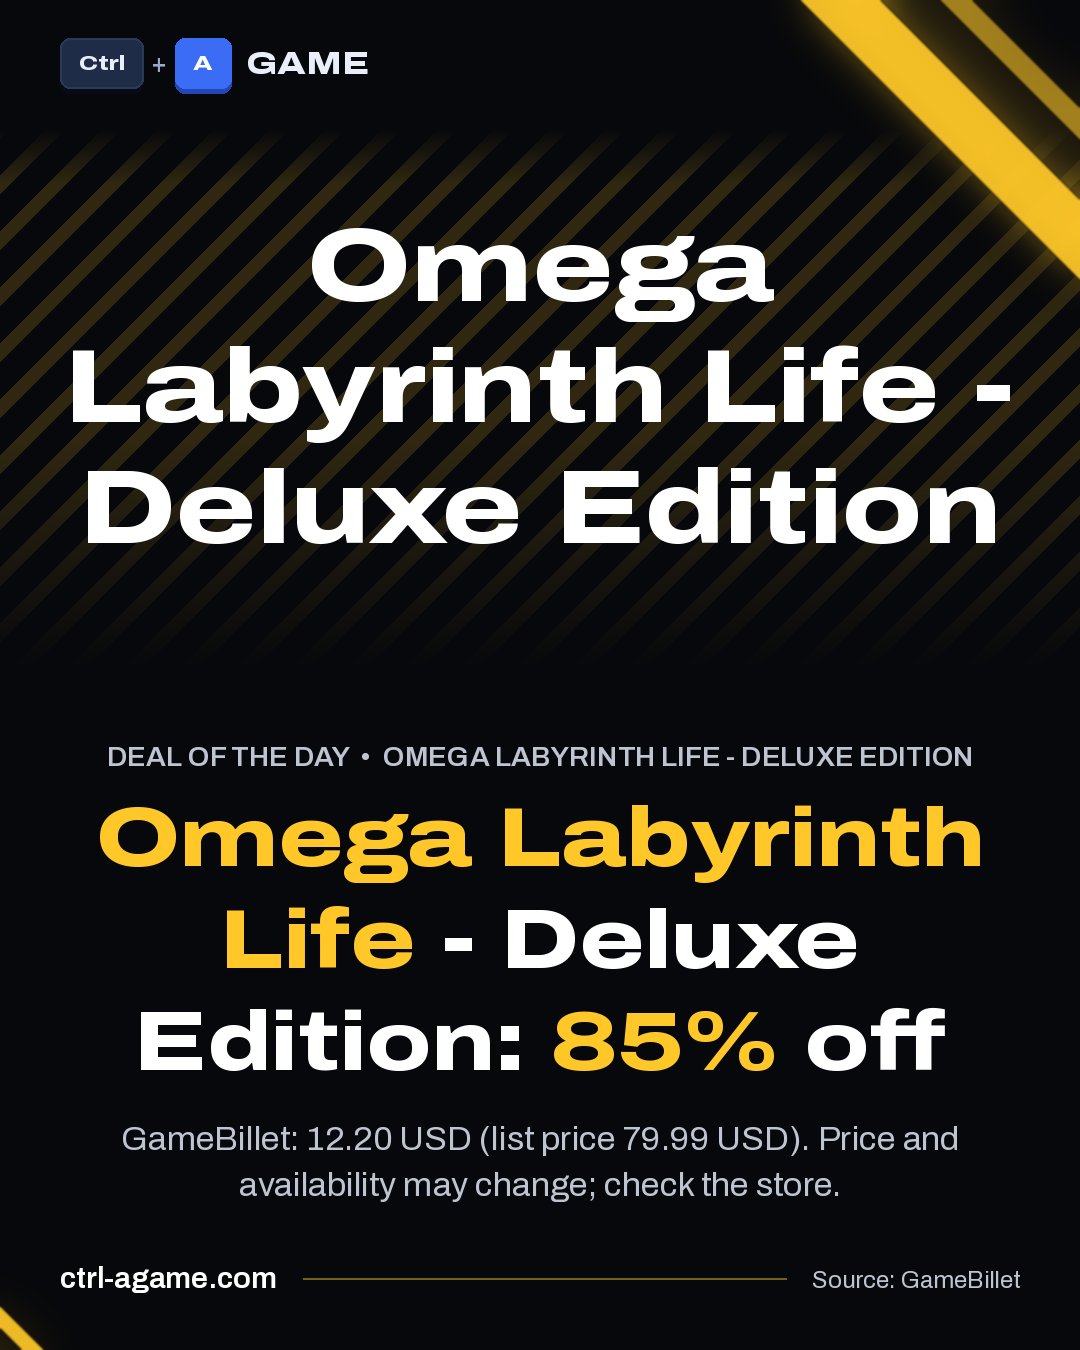 Ctrl + A GAME
Omega
Labyrinth Life -
Deluxe Edition
DEAL OF THE DAY • OMEGA LABYRINTH LIFE - DELUXE EDITION
Omega Labyrinth
Life - Deluxe
Edition: 85% off
GameBillet: 12.20 USD (list price 79.99 USD). Price and
availability may change; check the store.
ctrl-agame.com
Source: GameBillet